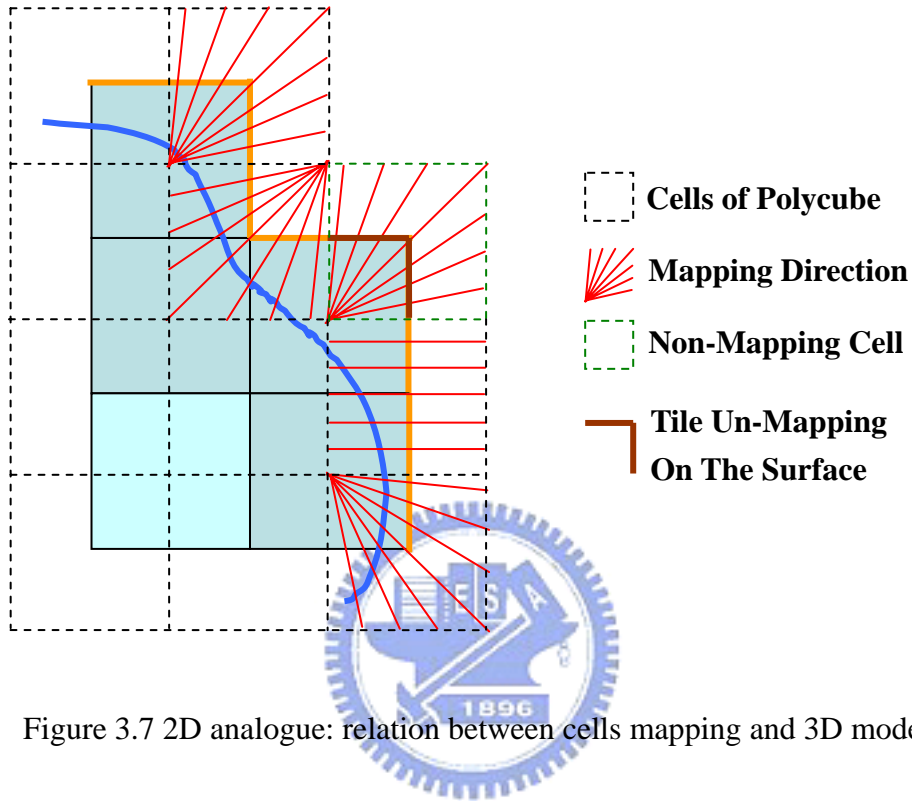 Cells of Polycube
Mapping Direction
Non-Mapping Cell
Tile Un-Mapping
On The Surface
E S A
1896
Figure 3.7 2D analogue: relation between cells mapping and 3D mode